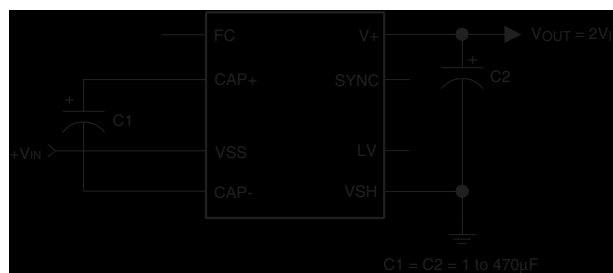 FC
V+
VOUT = 2VI
+
CAP+
SYNC
+
C2
C1
+VIN
VSS
LV
CAP-
VSH
C1 = C2 = 1 to 470µF